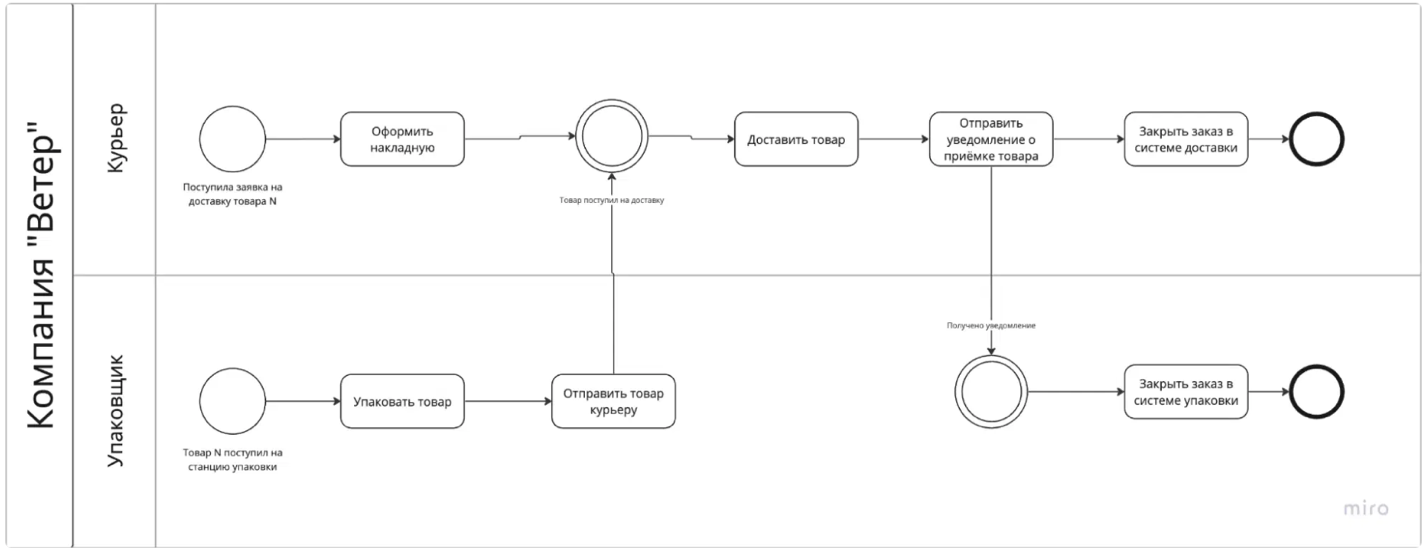 Компания "Ветер"
Курьер
Поступила заявка на
доставку товара N
Оформить
накладную
Товар поступил на доставку
Доставить товар
Отправить
уведомление о
приёмке товара
Закрыть заказ в
системе доставки
Упаковщик
Товар N поступил на
станцию упаковки
Упаковать товар
Отправить товар
курьеру
Получено уведомление
Закрыть заказ в
системе упаковки
miro